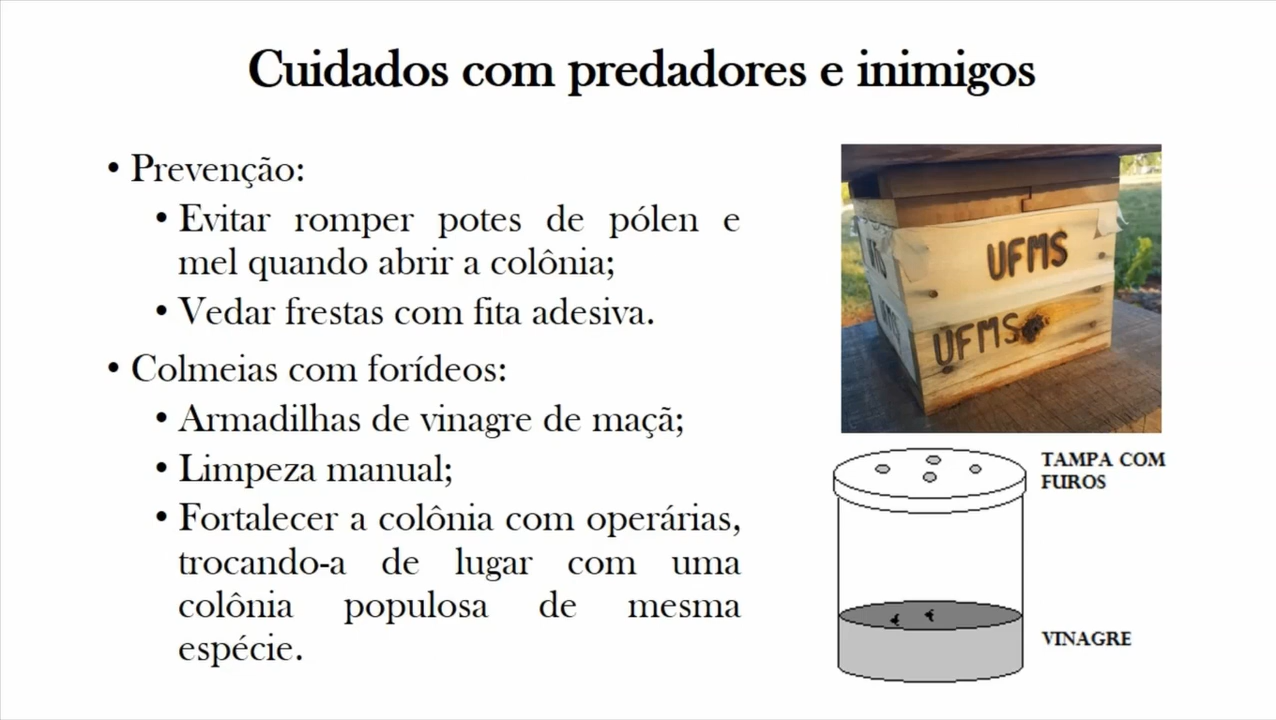 Cuidados com predadores e inimigos
• Prevenção:
• Evitar romper potes de pólen e
mel quando abrir a colônia;
• Vedar frestas com fita adesiva.
• Colmeias com forídeos:
• Armadilhas de vinagre de maçã;
• Limpeza manual;
• Fortalecer a colônia com operárias,
trocando-a de lugar com uma
colônia populosa de mesma
espécie.
UFMS
UFMS
UFMS
UFMS
TAMPA COM
FUROS
VINAGRE